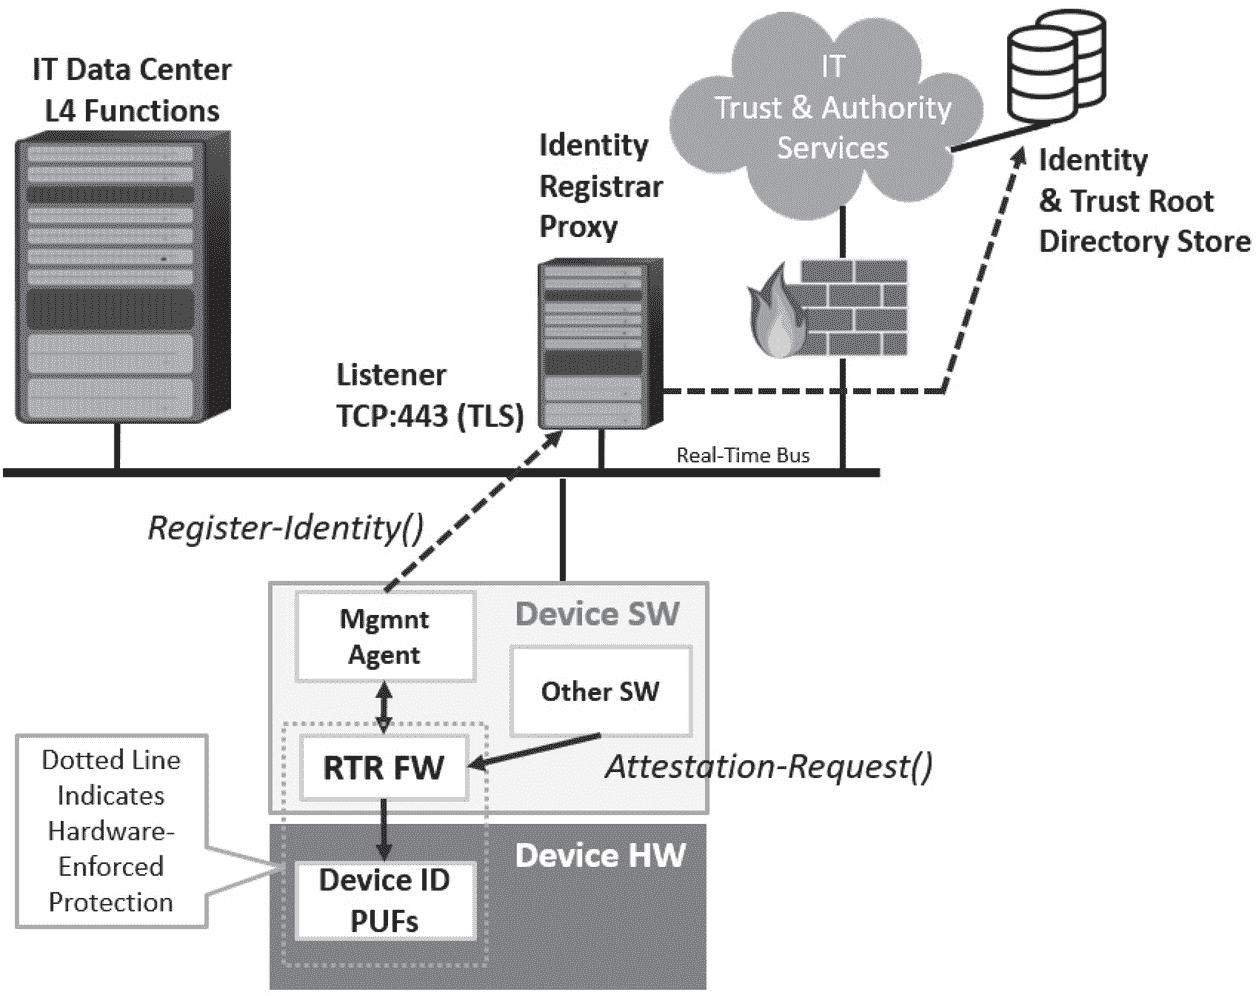 IT Data Center
L4 Functions
Identity
Registrar
Proxy
IT
Trust & Authority
Services
Identity
& Trust Root
Directory Store
Listener
TCP:443 (TLS)
Real-Time Bus
Register-Identity()
Mgmnt
Agent
Device SW
Other SW
RTR FW
Attestation-Request()
Dotted Line
Indicates
Hardware-
Enforced
Protection
Device HW
Device ID
PUFs